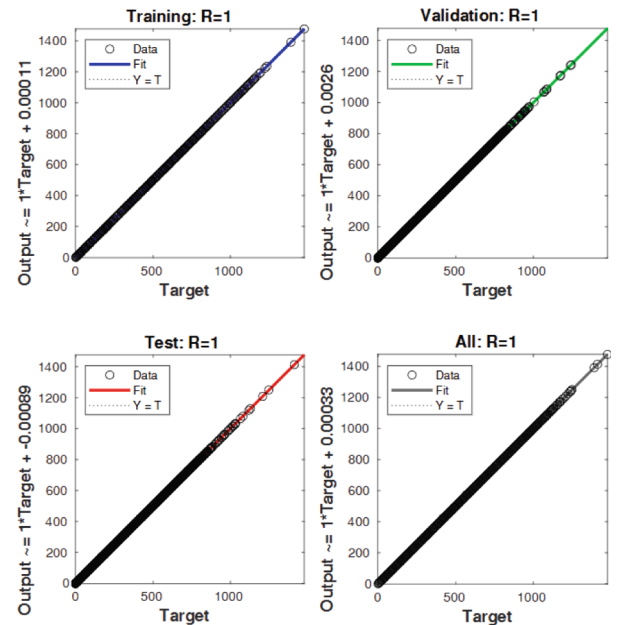 Training: R=1
Output ~= 1*Target + 0.00011
1400
1200
1000
800
600
400
200
0
Data
Fit
Y = T
0
500
1000
Target
Validation: R=1
Output ~= 1*Target + 0.0026
1400
1200
1000
800
600
400
200
0
Data
Fit
Y = T
0
500
1000
Target
Test: R=1
Output ~= 1*Target + -0.00089
1400
1200
1000
800
600
400
200
0
Data
Fit
Y = T
0
500
1000
Target
All: R=1
Output ~= 1*Target + 0.00033
1400
1200
1000
800
600
400
200
0
Data
Fit
Y = T
0
500
1000
Target